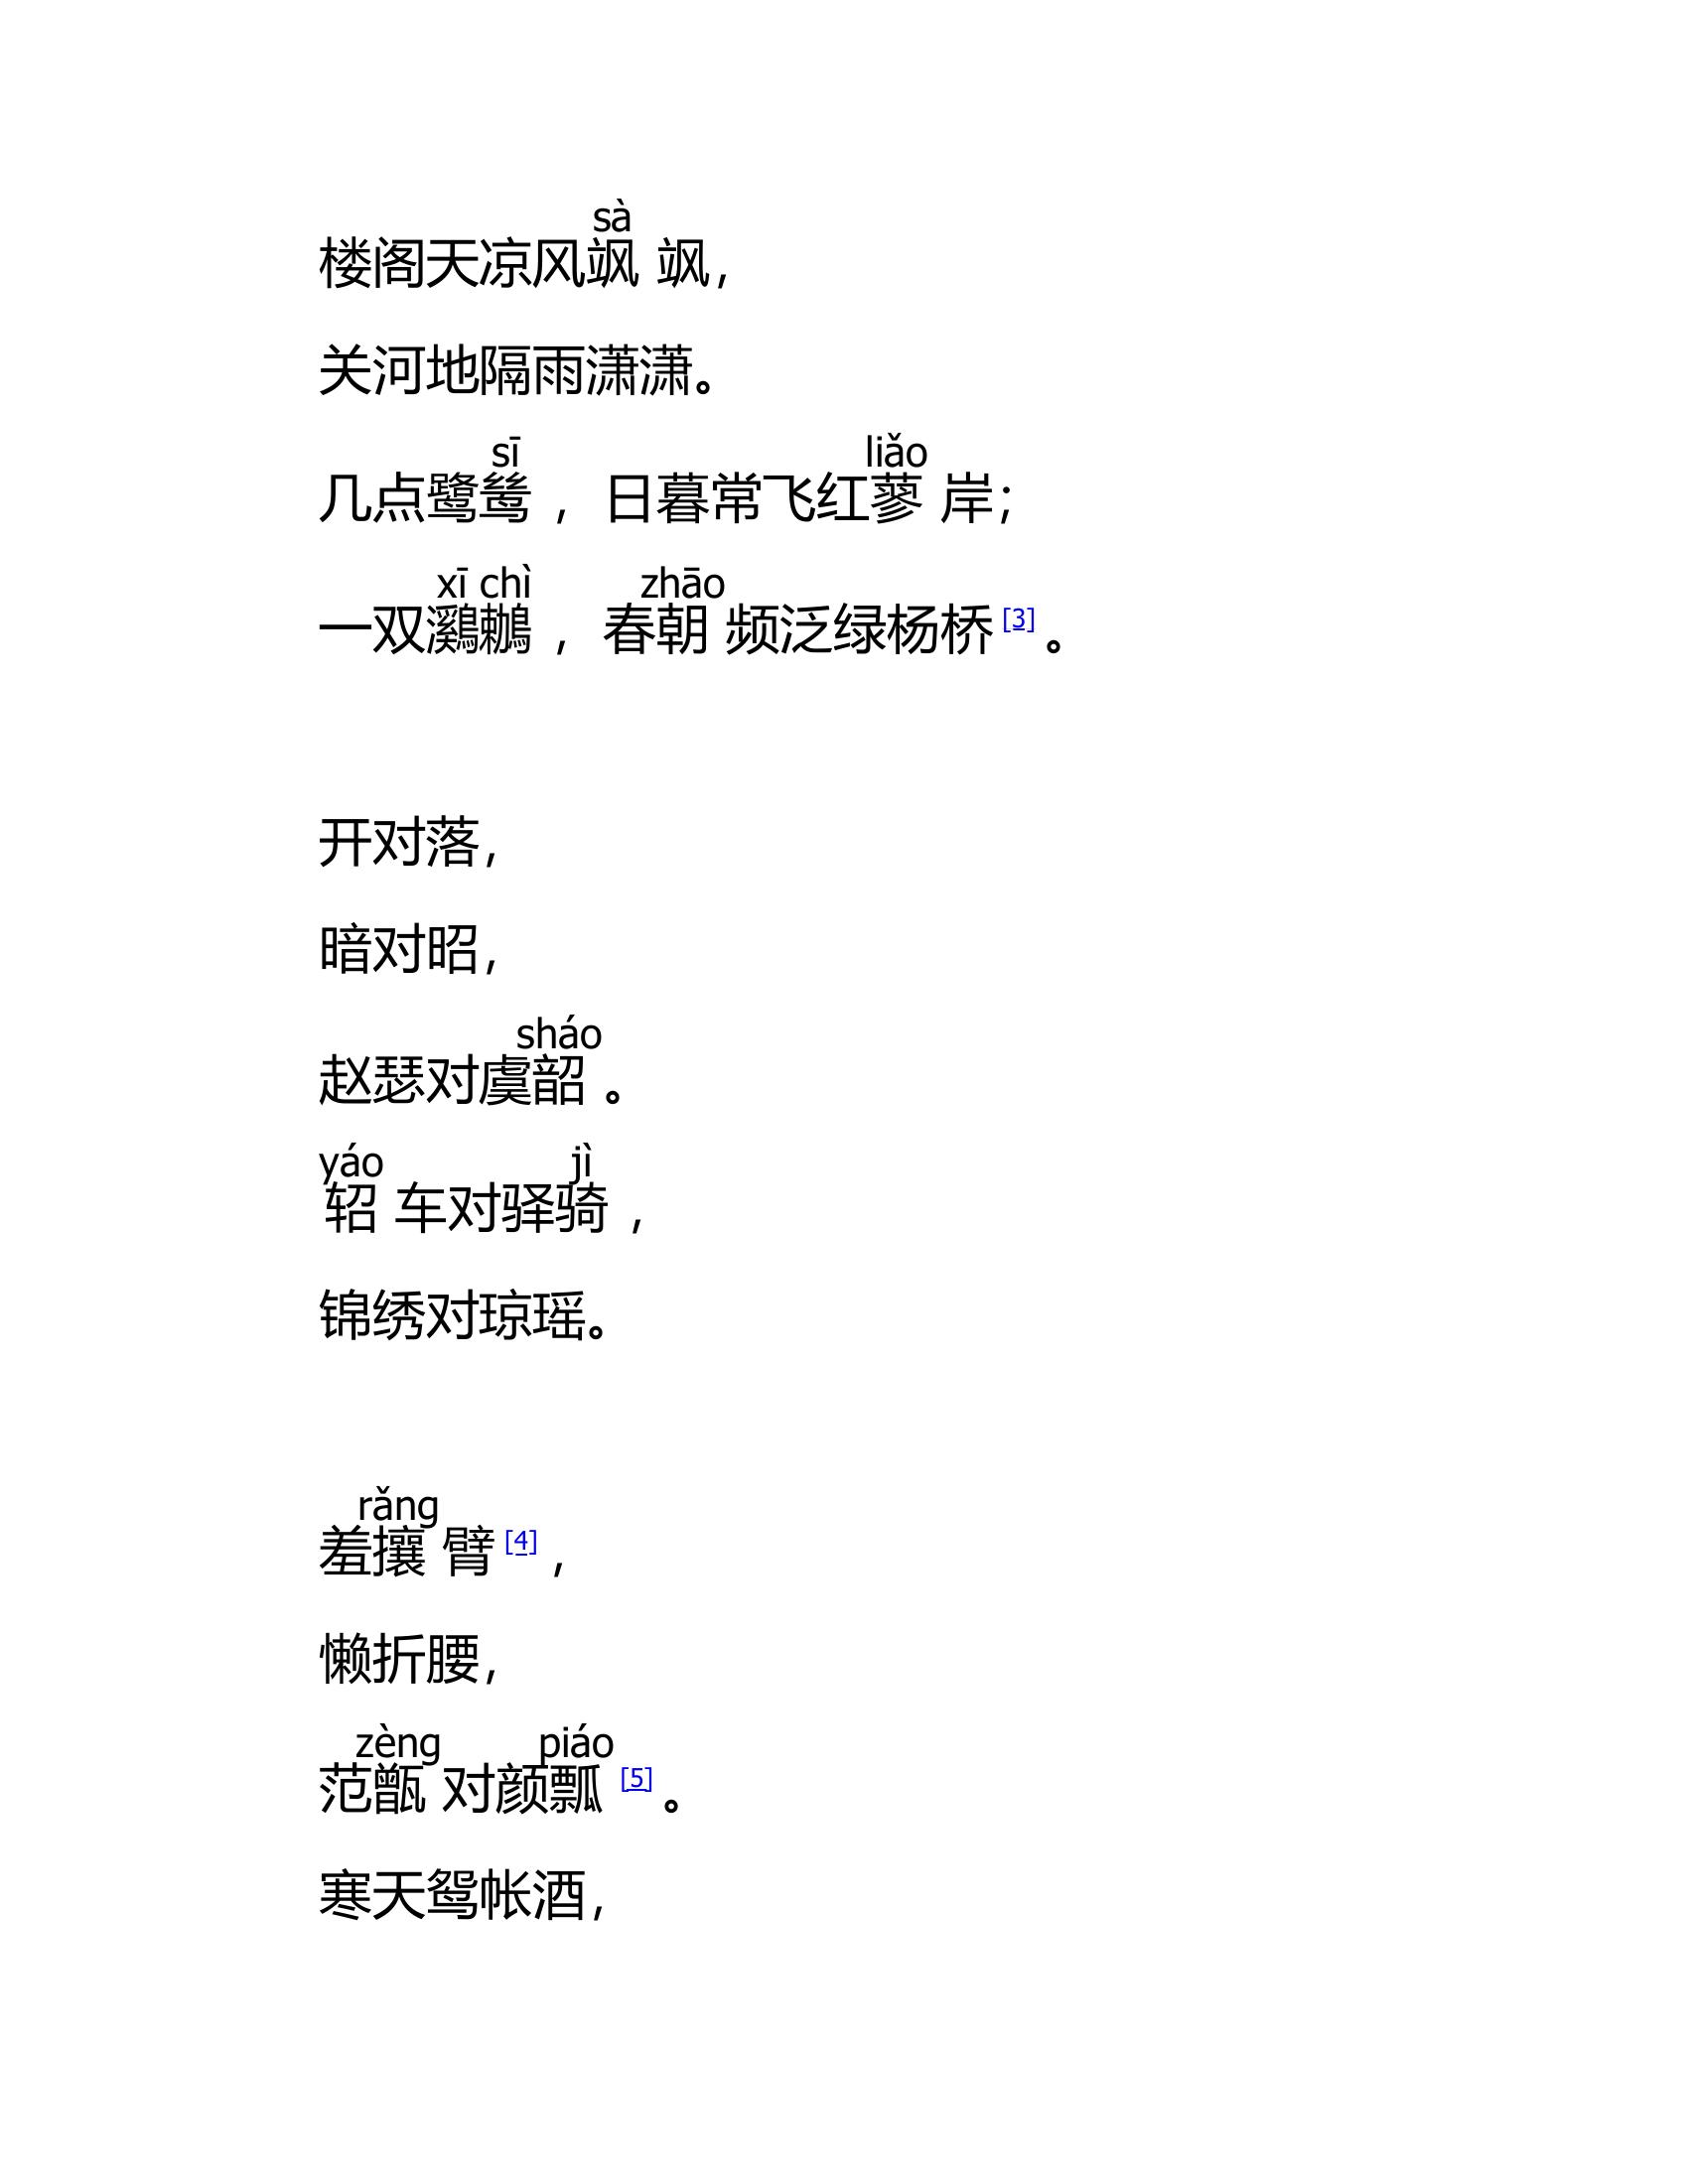 sà
楼阁天凉风飒 飒,
关河地隔雨潇潇。
sī liǎo
几点鹭鸶 , 日暮常飞红蓼 岸;
xī chì zhāo
一双㶉鶒 , 春朝 频泛绿杨桥[3]。
开对落,
暗对昭,
sháo
赵瑟对虞韶 。
yáo jì
轺 车对驿骑 ,
锦绣对琼瑶。
rǎng
羞攘 臂[4],
懒折腰,
zèng piáo
范甑 对颜瓢 [5]。
寒天鸳帐酒,